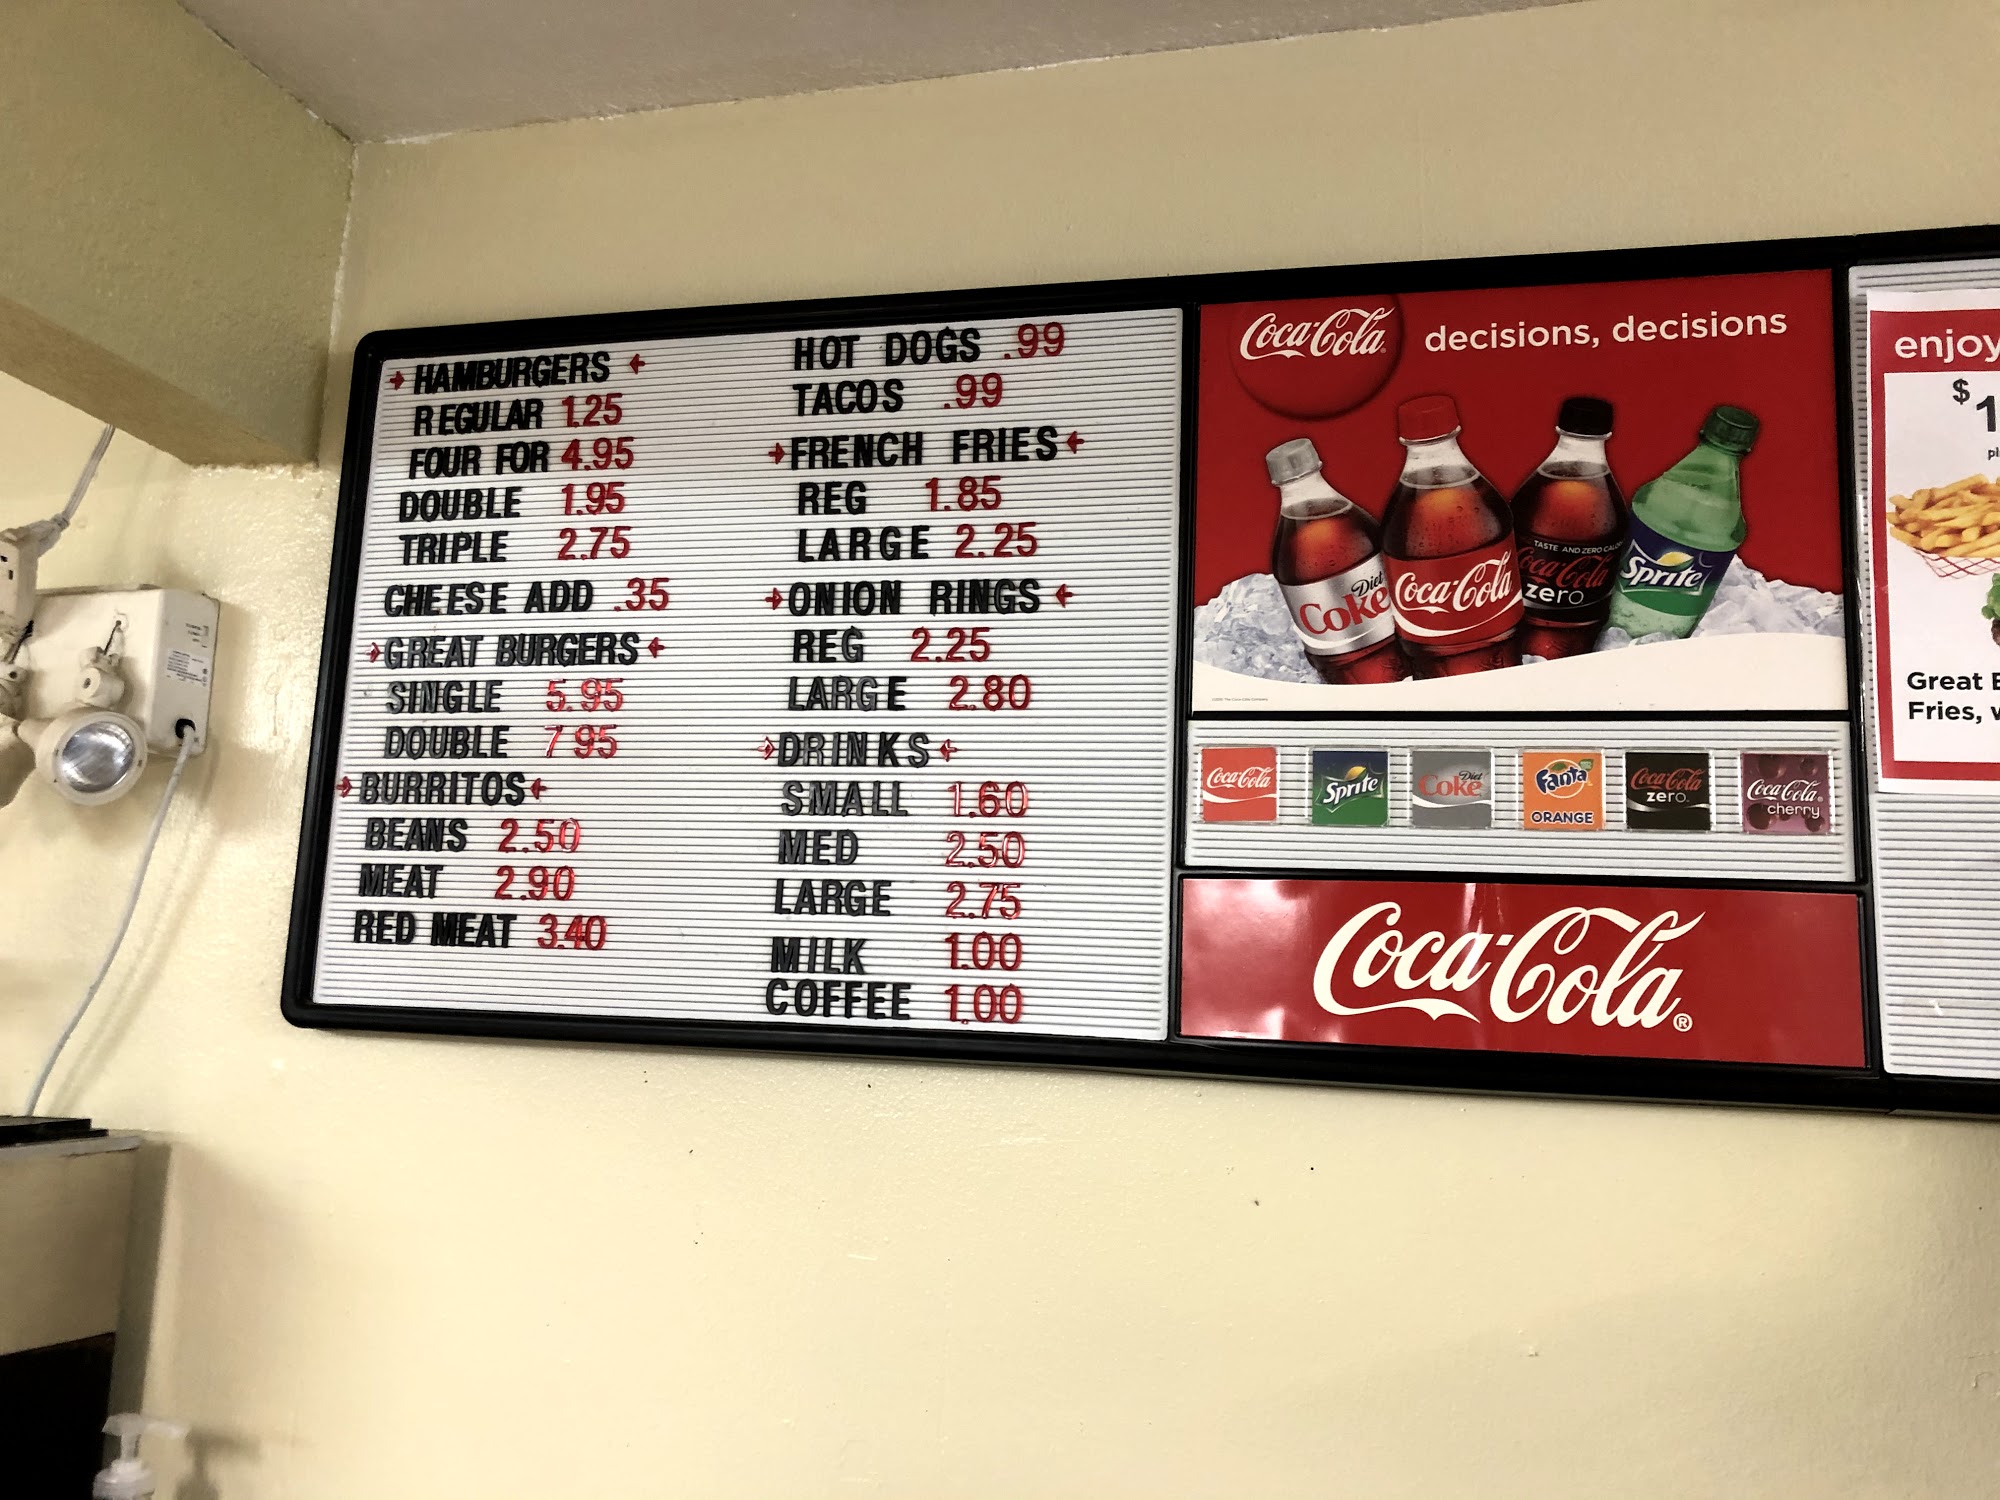 HAMBURGERS
REGULAR 1.25
FOUR FOR 4.95
DOUBLE 1.95
TRIPLE 2.75
CHEESE ADD .35
GREAT BURGERS
SINGLE 5.95
DOUBLE 7 95
BURRITOS
BEANS 2.50
MEAT 2.90
RED MEAT 3.40
HOT DOGS .99
TACOS .99
FRENCH FRIES
REG 1.85
LARGE 2.25
ONION RINGS
REG 2.25
LARGE 2.80
DRINKS
SMALL 1.60
MED 2.50
LARGE 2.75
MILK 1.00
COFFEE 1.00
Coca-Cola decisions, decisions
Diet Coke
Coca-Cola
TASTE AND ZERO
Coca-Cola zero
Sprite
Coca-Cola
Sprite
Diet Coke
Fanta ORANGE
Coca-Cola zero
Coca-Cola cherry
Coca-Cola ®
enjoy
$1
Great
Fries,